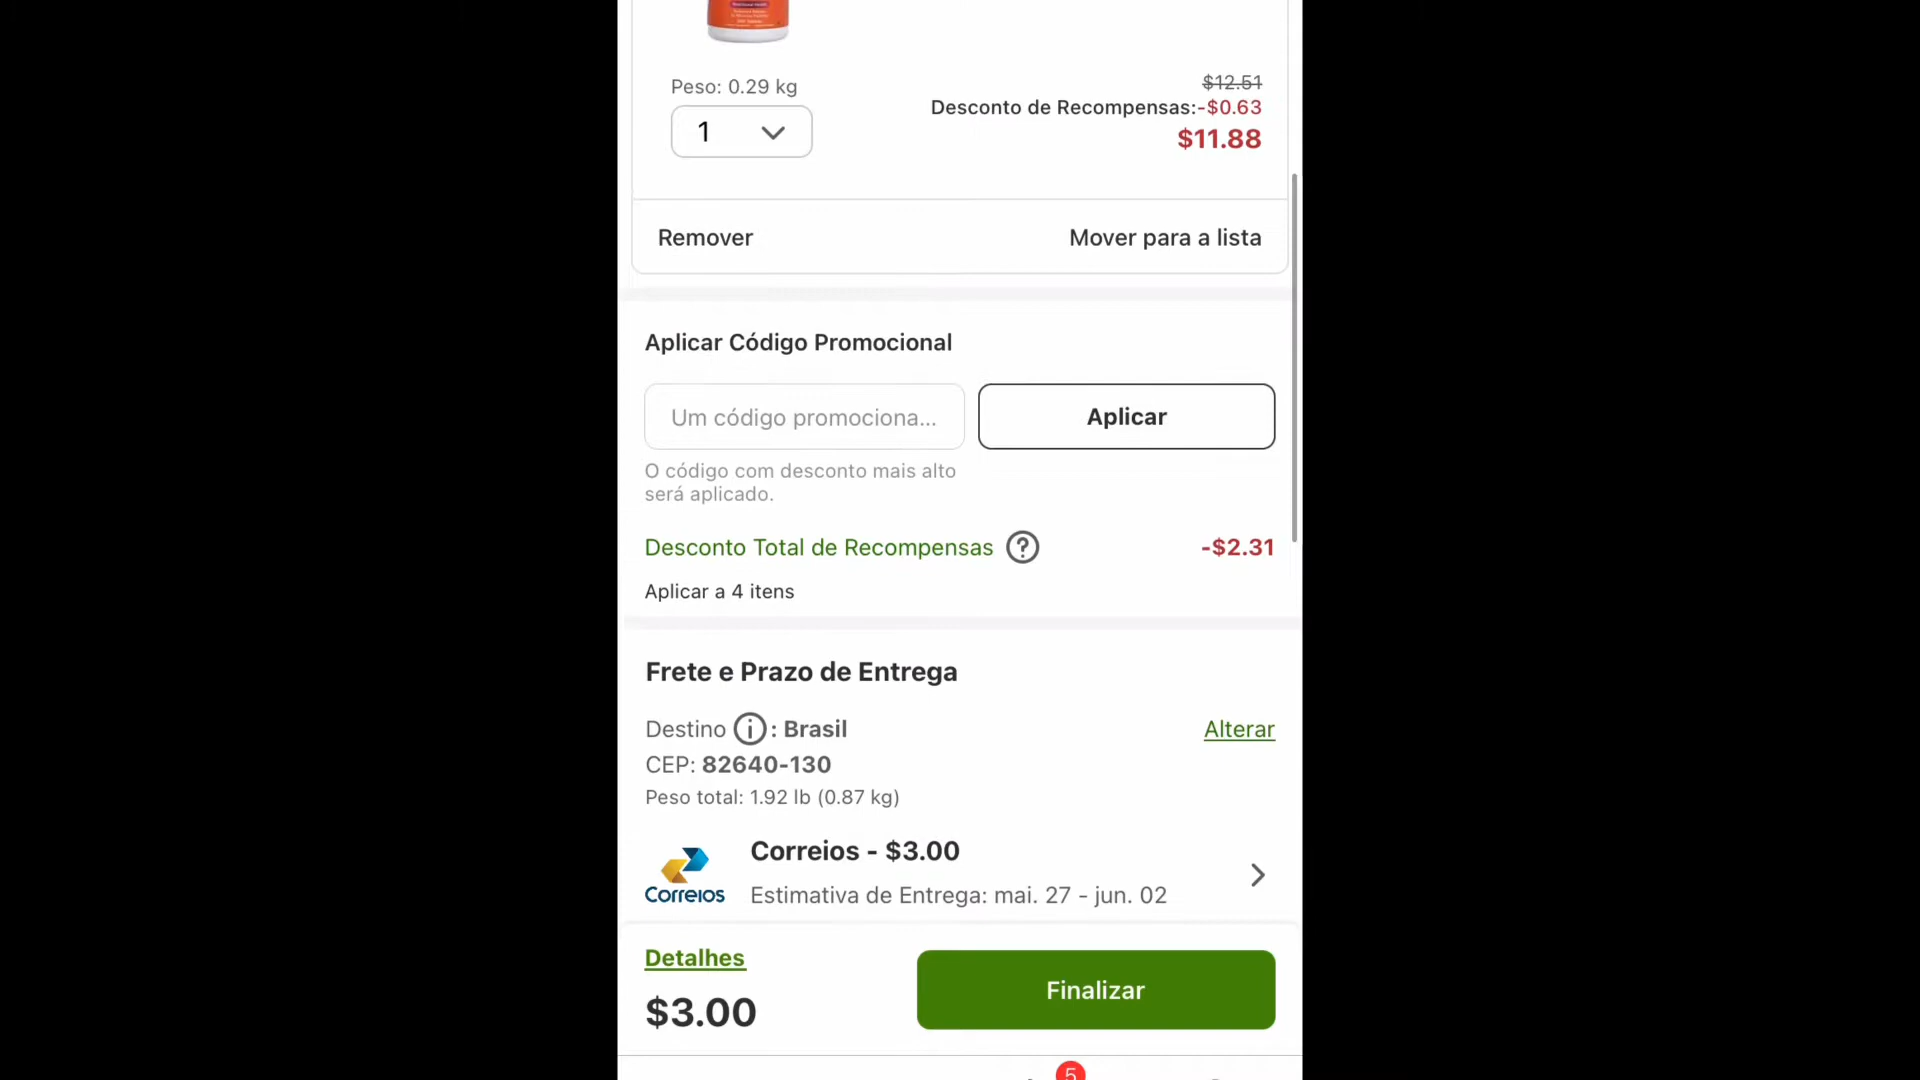 Peso: 0.29 kg
$12.51
Desconto de Recompensas:-$0.63
1
$11.88
Remover
Mover para a lista
Aplicar Código Promocional
Um código promociona...
Aplicar
O código com desconto mais alto
será aplicado.
Desconto Total de Recompensas ?
-$2.31
Aplicar a 4 itens
Frete e Prazo de Entrega
Destino i : Brasil
Alterar
CEP: 82640-130
Peso total: 1.92 lb (0.87 kg)
Correios
Correios - $3.00
Estimativa de Entrega: mai. 27 - jun. 02
Detalhes
$3.00
Finalizar
5